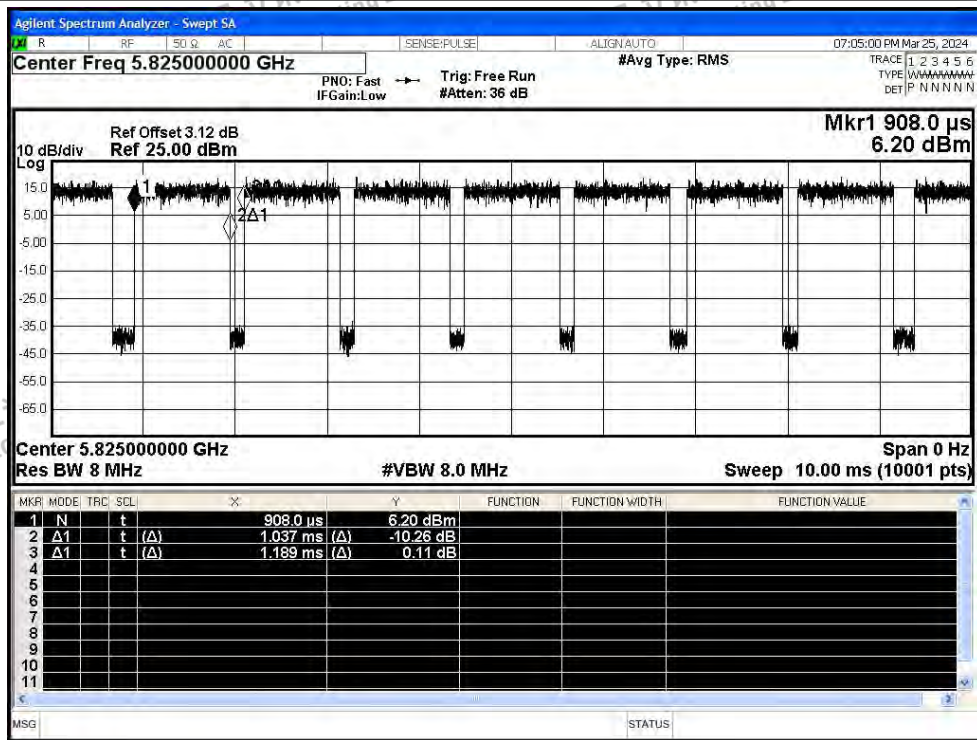 Agilent Spectrum Analyzer - Swept SA
R RF 50 Ω AC SENSE:PULSE ALIGN AUTO 07:05:00 PM Mar 25, 2024
Center Freq 5.825000000 GHz #Avg Type: RMS TRACE 1 2 3 4 5 6
PNO: Fast Trig: Free Run TYPE WWWWWW
IFGain:Low #Atten: 36 dB DET P N N N N N
Mkr1 908.0 µs
Ref Offset 3.12 dB 6.20 dBm
10 dB/div Ref 25.00 dBm
Log
15.0
1
5.00
2Δ1
-5.00
-15.0
-25.0
-35.0
-45.0
-55.0
-65.0
Center 5.825000000 GHz Span 0 Hz
Res BW 8 MHz #VBW 8.0 MHz Sweep 10.00 ms (10001 pts)
MKR MODE TRC SCL X Y FUNCTION FUNCTION WIDTH FUNCTION VALUE
1 N t 908.0 µs 6.20 dBm
2 Δ1 t (Δ) 1.037 ms (Δ) -10.26 dB
3 Δ1 t (Δ) 1.189 ms (Δ) 0.11 dB
4
5
6
7
8
9
10
11
MSG STATUS